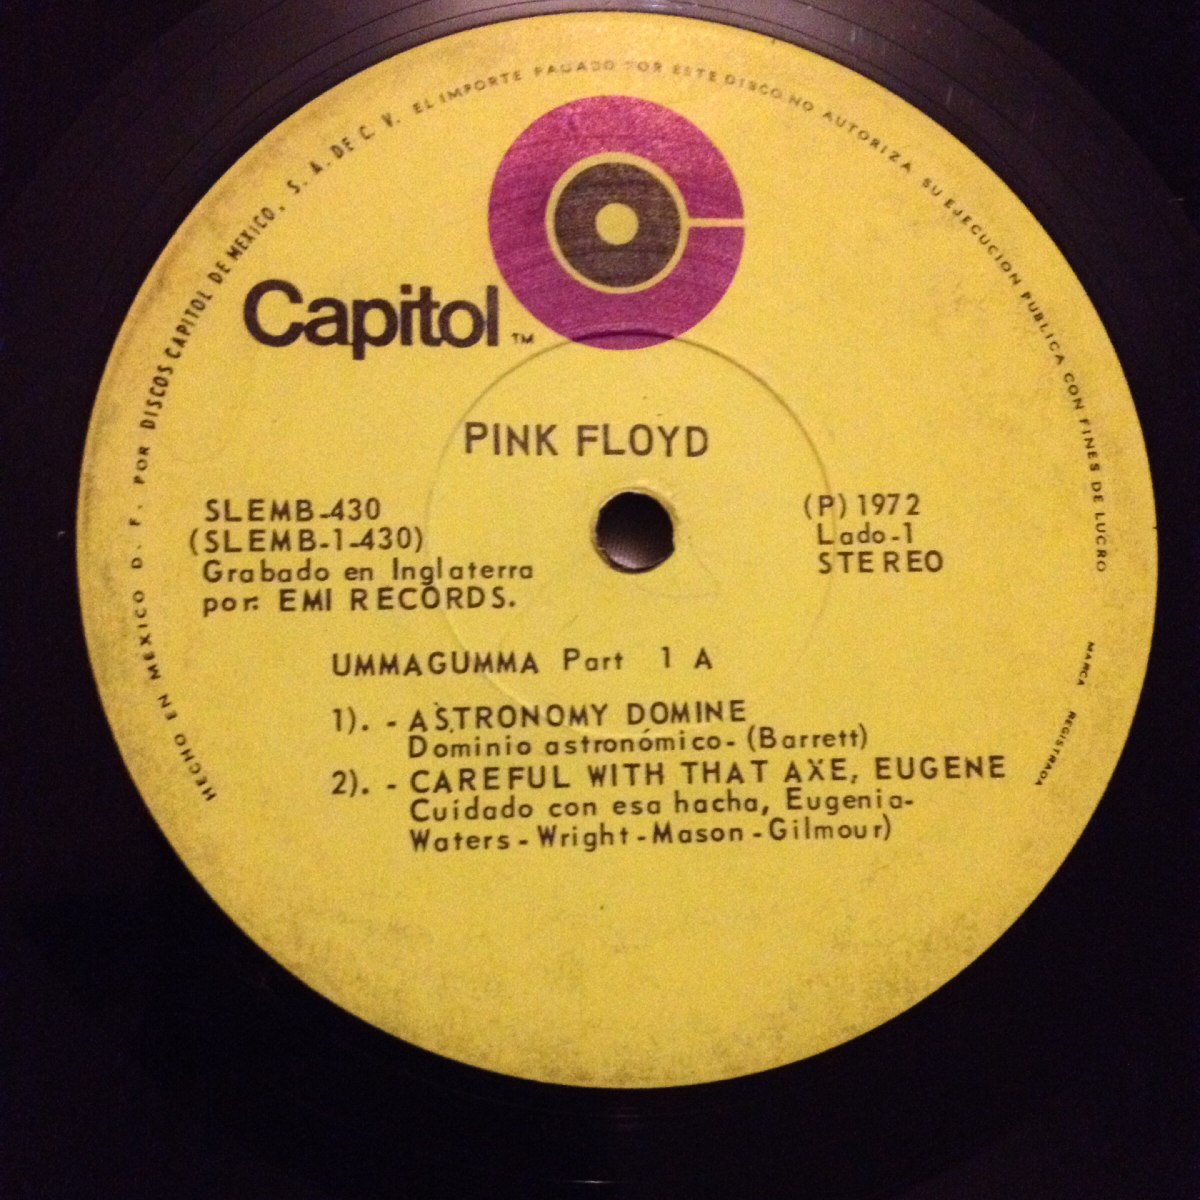 HECHO EN MEXICO D. F. POR DISCOS CAPITOL DE MEXICO, S. A. DE C. V. EL IMPORTE PAGADO POR ESTE DISCO NO AUTORIZA SU EJECUCION PUBLICA CON FINES DE LUCRO
MARCA REGISTRADA
Capitol ™
PINK FLOYD
SLEMB-430
(SLEMB-1-430)
Grabado en Inglaterra
por: EMI RECORDS.
(P) 1972
Lado-1
STEREO
UMMAGUMMA Part 1 A
1). - ASTRONOMY DOMINE
Dominio astronómico- (Barrett)
2). - CAREFUL WITH THAT AXE, EUGENE
Cuidado con esa hacha, Eugenia-
Waters - Wright - Mason - Gilmour)